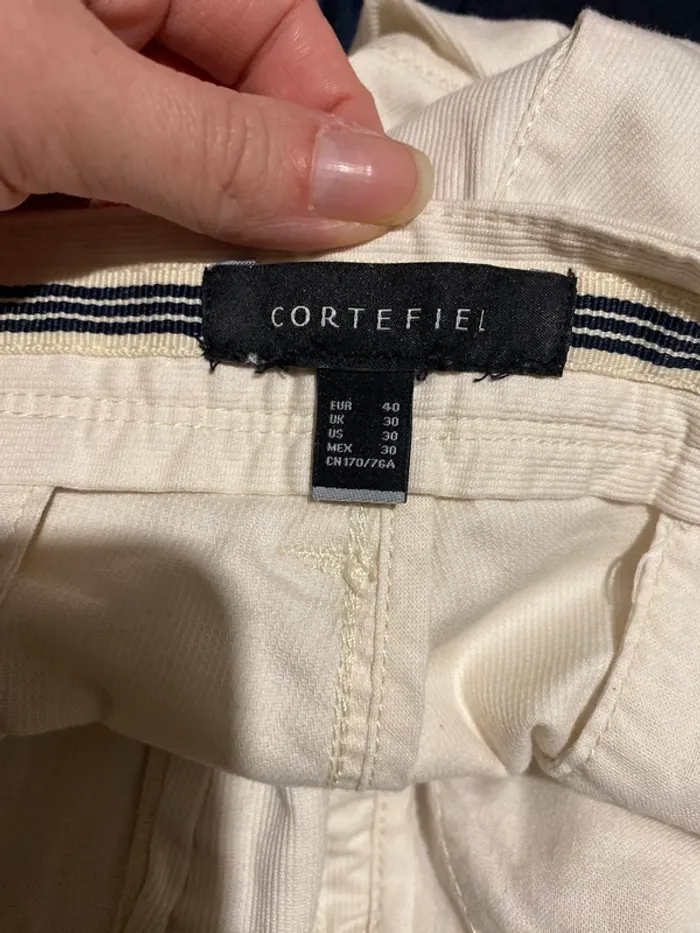 CORTEFIEL
EUR 40
UK 30
US 30
MEX 30
CN170/76A